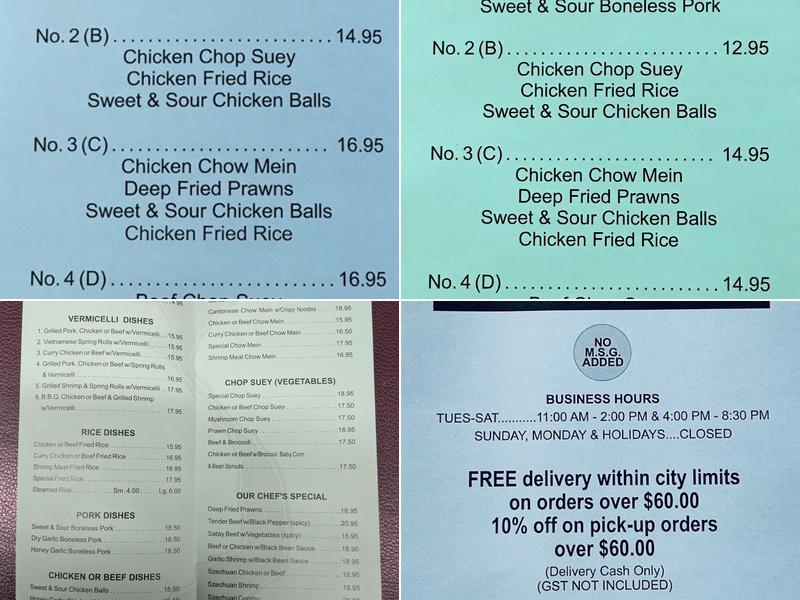 No. 2 (B) 14.95
Chicken Chop Suey
Chicken Fried Rice
Sweet & Sour Chicken Balls
No. 3 (C) 16.95
Chicken Chow Mein
Deep Fried Prawns
Sweet & Sour Chicken Balls
Chicken Fried Rice
No. 4 (D) 16.95
Sweet & Sour Boneless Pork
No. 2 (B) 12.95
Chicken Chop Suey
Chicken Fried Rice
Sweet & Sour Chicken Balls
No. 3 (C) 14.95
Chicken Chow Mein
Deep Fried Prawns
Sweet & Sour Chicken Balls
Chicken Fried Rice
No. 4 (D) 14.95
VERMICELLI DISHES
1. Grilled Pork, Chicken or Beef w/Vermicelli 15.95
2. Vietnamese Spring Rolls w/Vermicelli 15.95
3. Curry Chicken or Beef w/Vermicelli 15.95
4. Grilled Pork, Chicken or Beef w/Spring Rolls
& Vermicelli 16.95
5. Grilled Shrimp & Spring Rolls w/Vermicelli 17.95
6. B.B.Q. Chicken or Beef & Grilled Shrimp
w/Vermicelli 17.95
RICE DISHES
Chicken or Beef Fried Rice 15.95
Curry Chicken or Beef Fried Rice 16.95
Shrimp Meat Fried Rice 16.95
Special Fried Rice 17.95
Steamed Rice Sm. 4.00 Lg. 6.00
PORK DISHES
Sweet & Sour Boneless Pork 18.50
Dry Garlic Boneless Pork 18.50
Honey Garlic Boneless Pork 18.50
CHICKEN OR BEEF DISHES
Sweet & Sour Chicken Balls 18.50
Cantonese Chow Mein w/Crispy Noodles 18.95
Chicken or Beef Chow Mein 15.95
Curry Chicken or Beef Chow Mein 16.50
Special Chow Mein 17.95
Shrimp Meat Chow Mein 16.95
CHOP SUEY (VEGETABLES)
Special Chop Suey 18.95
Chicken or Beef Chop Suey 17.50
Mushroom Chop Suey 17.50
Prawn Chop Suey 18.95
Beef & Broccoli 17.50
Chicken or Beef w/Broccoli, Baby Corn
& Bean Sprouts 17.50
OUR CHEF'S SPECIAL
Deep Fried Prawns 18.95
Tender Beef w/Black Pepper (spicy) 20.95
Satay Beef w/Vegetables (spicy) 18.95
Beef or Chicken w/Black Bean Sauce 18.95
Garlic Shrimp w/Black Bean Sauce 18.95
Szechuan Chicken or Beef 18.95
Szechuan Shrimp 18.95
Szechuan Combo
NO
M.S.G.
ADDED
BUSINESS HOURS
TUES-SAT...........11:00 AM - 2:00 PM & 4:00 PM - 8:30 PM
SUNDAY, MONDAY & HOLIDAYS....CLOSED
FREE delivery within city limits
on orders over $60.00
10% off on pick-up orders
over $60.00
(Delivery Cash Only)
(GST NOT INCLUDED)